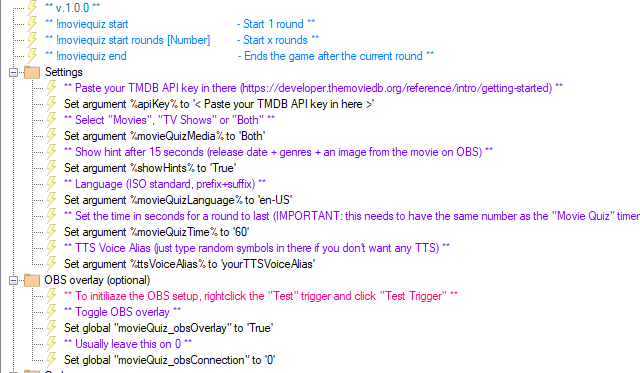 ** v.1.0.0 **
** !moviequiz start - Start 1 round **
** !moviequiz start rounds [Number] - Start x rounds **
** !moviequiz end - Ends the game after the current round **
Settings
** Paste your TMDB API key in there (https://developer.themoviedb.org/reference/intro/getting-started) **
Set argument %apiKey% to '< Paste your TMDB API key in here >'
** Select "Movies", "TV Shows" or "Both" **
Set argument %movieQuizMedia% to 'Both'
** Show hint after 15 seconds (release date + genres + an image from the movie on OBS) **
Set argument %showHints% to 'True'
** Language (ISO standard, prefix+suffix) **
Set argument %movieQuizLanguage% to 'en-US'
** Set the time in seconds for a round to last (IMPORTANT: this needs to have the same number as the "Movie Quiz" timer
Set argument %movieQuizTime% to '60'
** TTS Voice Alias (just type random symbols in there if you don't want any TTS) **
Set argument %ttsVoiceAlias% to 'yourTTSVoiceAlias'
OBS overlay (optional)
** To initiliaze the OBS setup, rightclick the "Test" trigger and click "Test Trigger" **
** Toggle OBS overlay **
Set global "movieQuiz_obsOverlay" to 'True'
** Usually leave this on 0 **
Set global "movieQuiz_obsConnection" to '0'